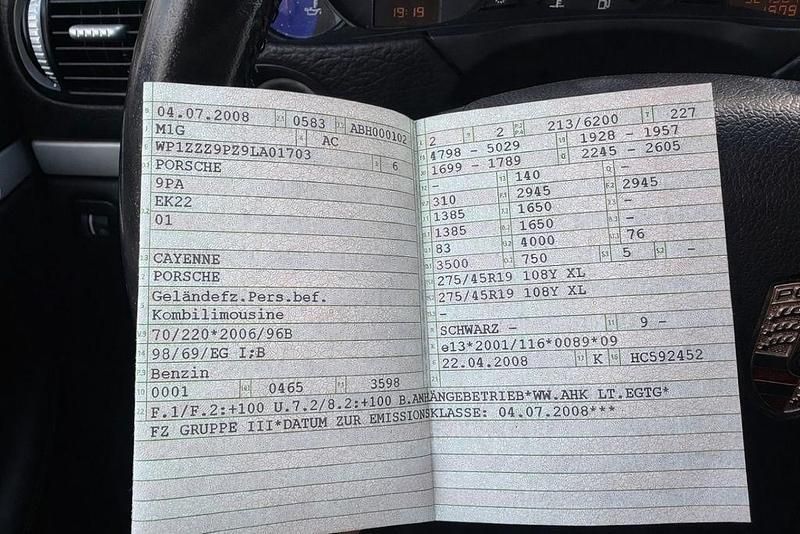 19:19
04.07.2008 0583 ABH000102
M1G AC
WP1ZZZ9PZ9LA01703
PORSCHE 6
9PA
EK22
01
CAYENNE
PORSCHE
Geländefz.Pers.bef.
Kombilimousine
70/220*2006/96B
98/69/EG I;B
Benzin
0001 0465 3598
2 2 213/6200 227
4798 - 5029 1928 - 1957
1699 - 1789 2245 - 2605
- 140 -
310 2945 2945
1385 1650 -
1385 1650 -
83 4000 76
3500 750 5 -
275/45R19 108Y XL
275/45R19 108Y XL
-
SCHWARZ - 9 -
e13*2001/116*0089*09
22.04.2008 K HC592452
F.1/F.2:+100 U.7.2/8.2:+100 B.ANHÄNGEBETRIEB*WW.AHK LT.EGTG*
FZ GRUPPE III*DATUM ZUR EMISSIONSKLASSE: 04.07.2008***